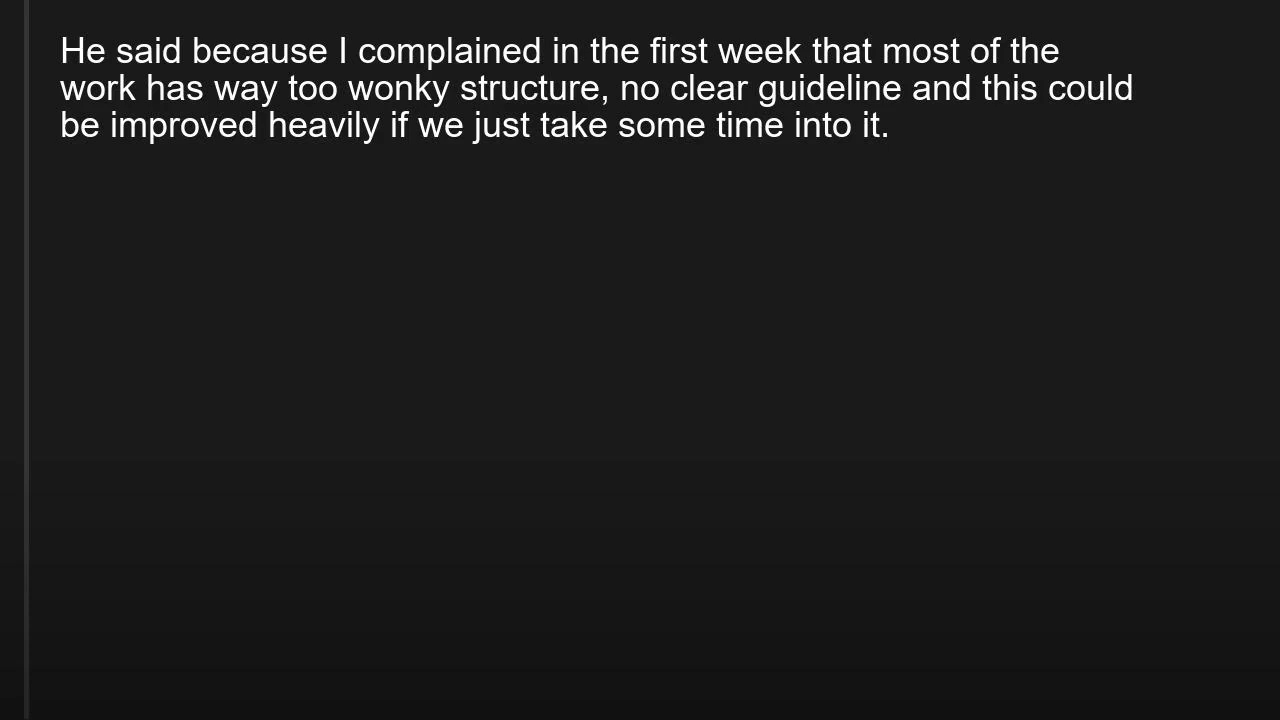 He said because I complained in the first week that most of the
work has way too wonky structure, no clear guideline and this could
be improved heavily if we just take some time into it.